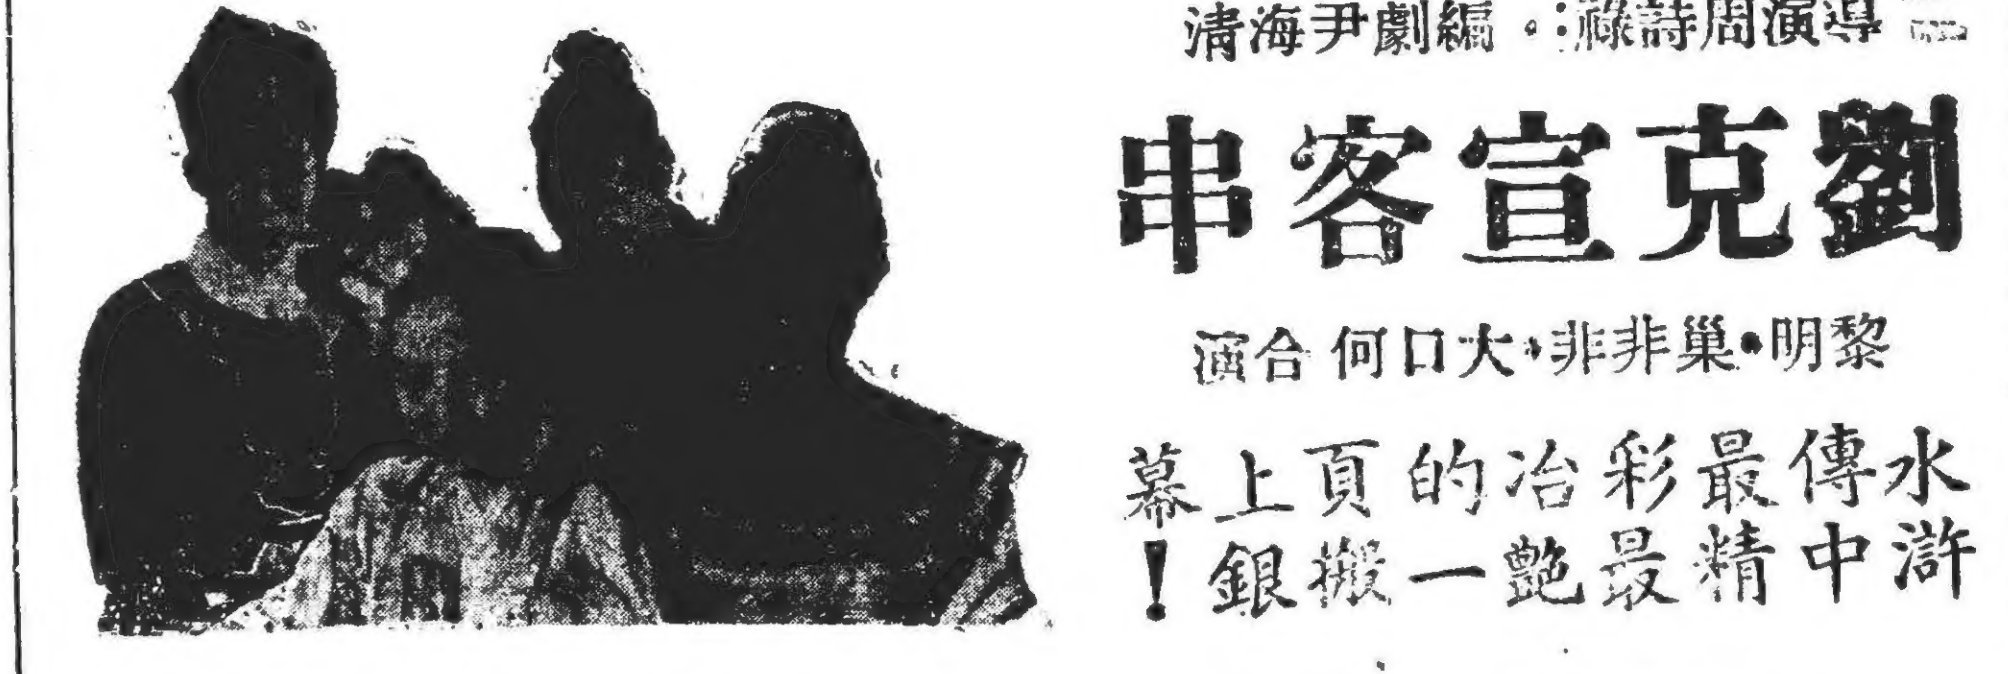 導演周詩祿・編劇尹海清
劉克宣客串
黎明•巢非非•大口何合演
水滸
傳中
最精
彩最
冶艷
的一
頁搬
上銀
幕！